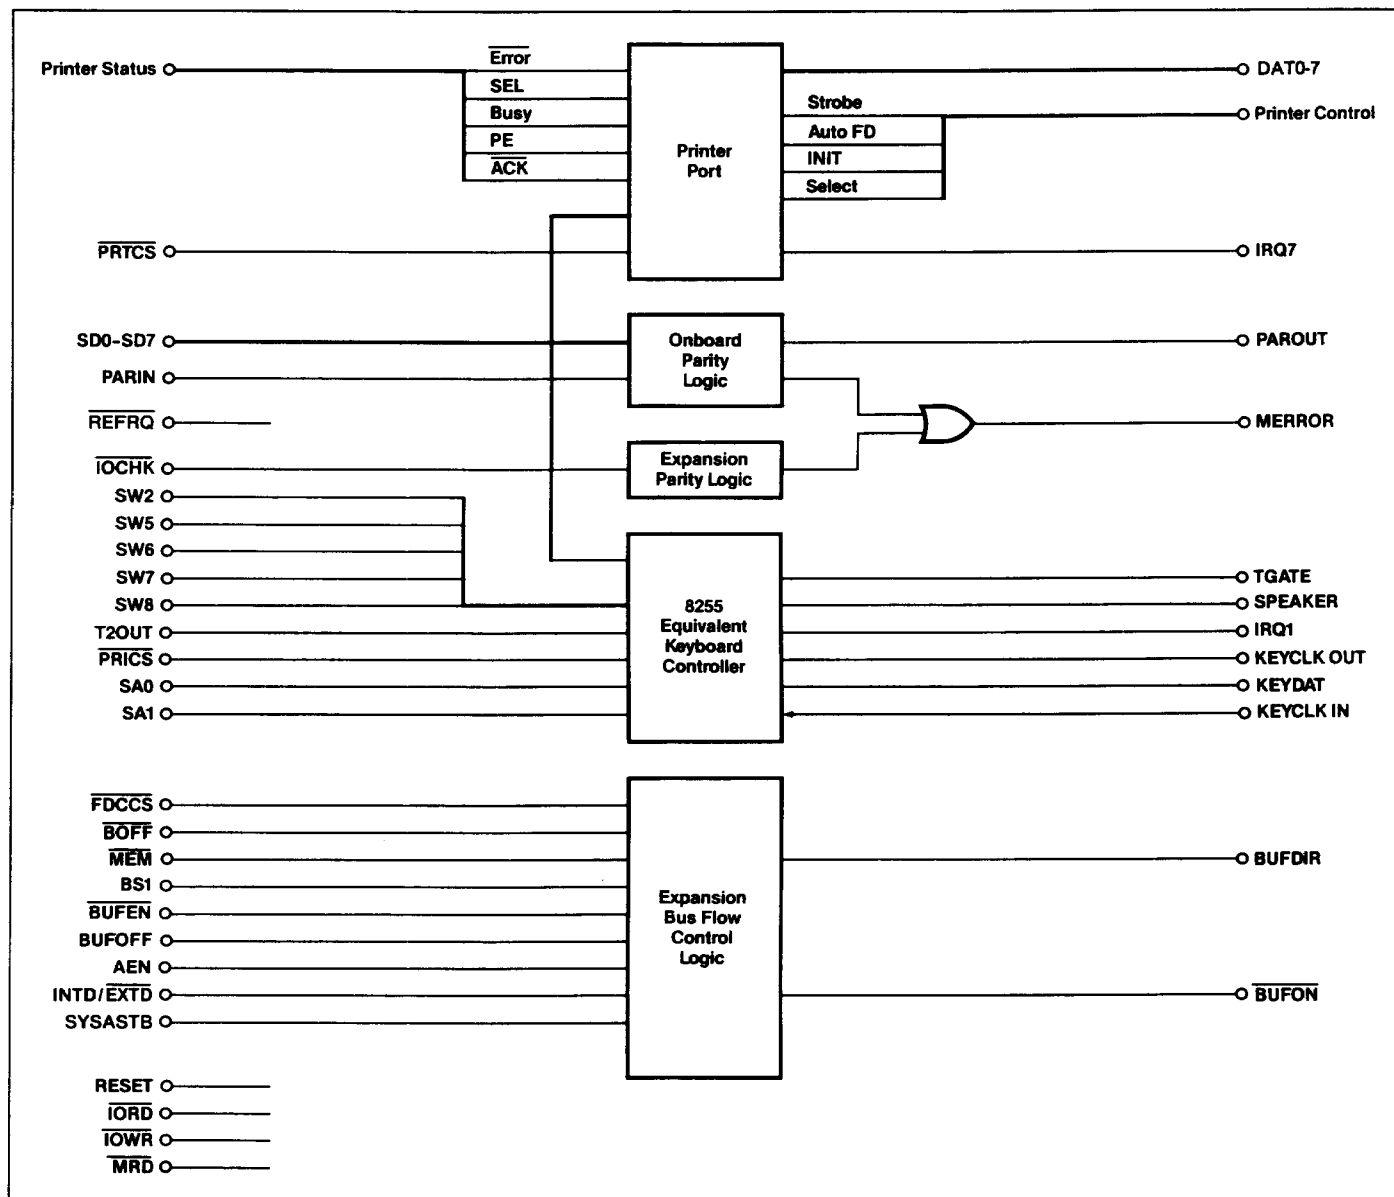 Printer Status
Error
SEL
Busy
PE
ACK
Printer
Port
DAT0-7
Strobe
Auto FD
INIT
Select
Printer Control
PRTCS
IRQ7
SD0-SD7
PARIN
REFRQ
IOCHK
Onboard
Parity
Logic
PAROUT
MERROR
Expansion
Parity Logic
SW2
SW5
SW6
SW7
SW8
T2OUT
PRICS
SA0
SA1
8255
Equivalent
Keyboard
Controller
TGATE
SPEAKER
IRQ1
KEYCLK OUT
KEYDAT
KEYCLK IN
FDCCS
BOFF
MEM
BS1
BUFEN
BUFOFF
AEN
INTD/EXTD
SYSASTB
Expansion
Bus Flow
Control
Logic
BUFDIR
BUFON
RESET
IORD
IOWR
MRD